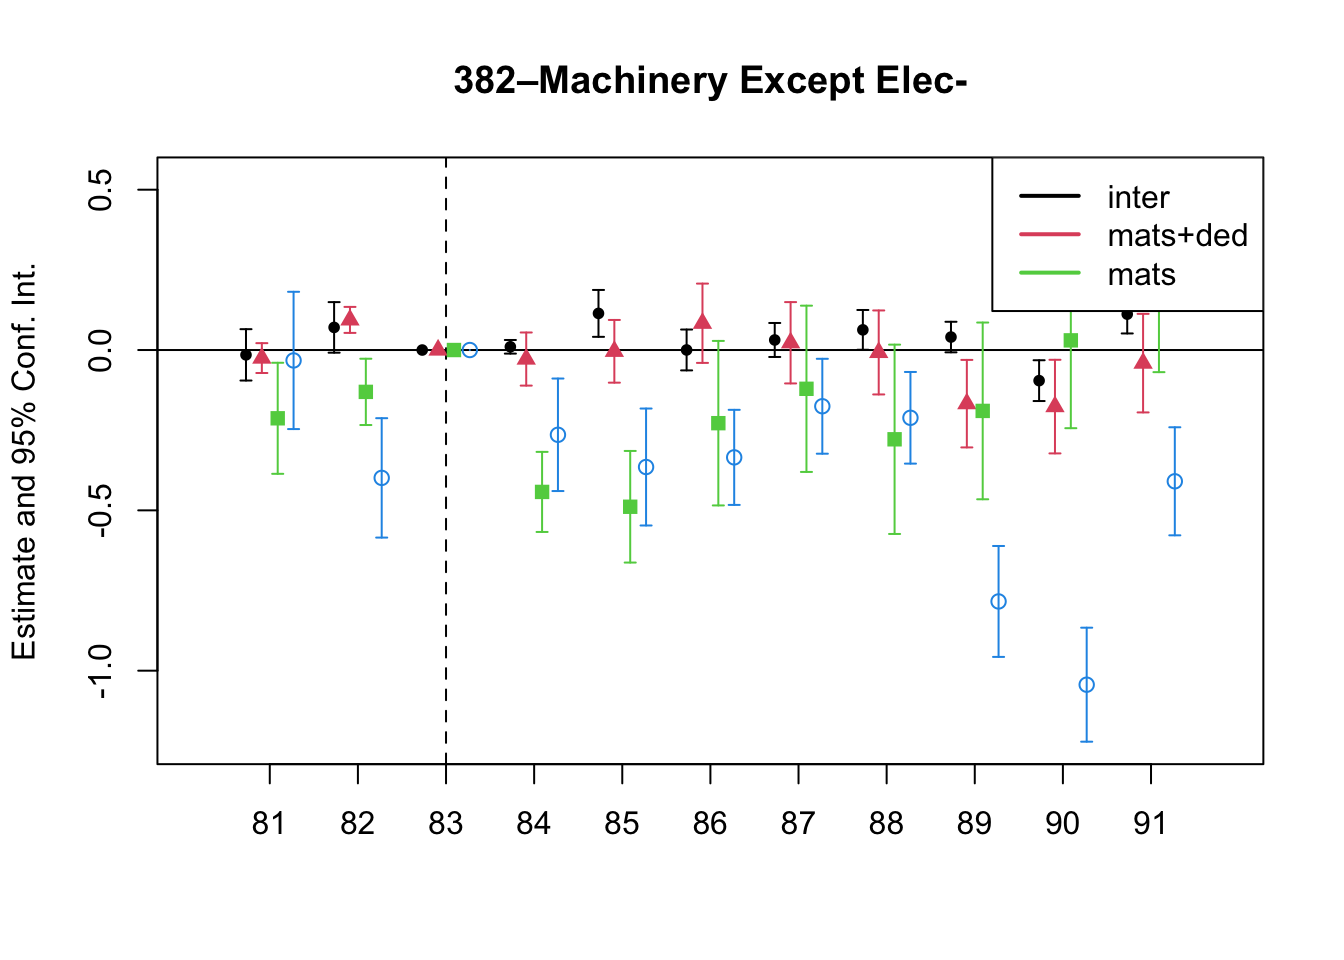 382–Machinery Except Elec-
Estimate and 95% Conf. Int.
0.5
0.0
-0.5
-1.0
inter
mats+ded
mats
81 82 83 84 85 86 87 88 89 90 91